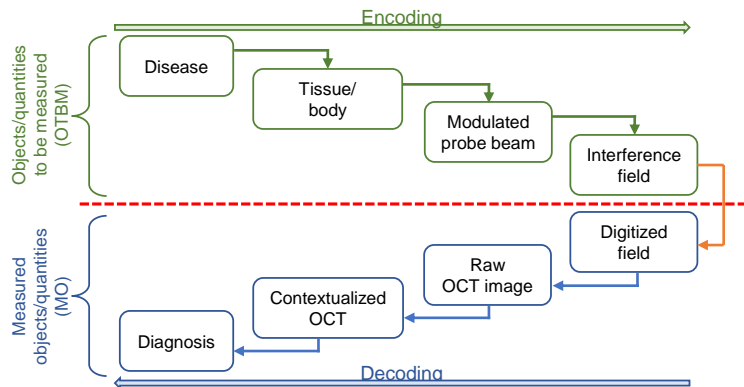 Encoding
Objects/quantities
to be measured
(OTBM)
Disease
Tissue/
body
Modulated
probe beam
Interference
field
Measured
objects/quantities
(MO)
Digitized
field
Raw
OCT image
Contextualized
OCT
Diagnosis
Decoding